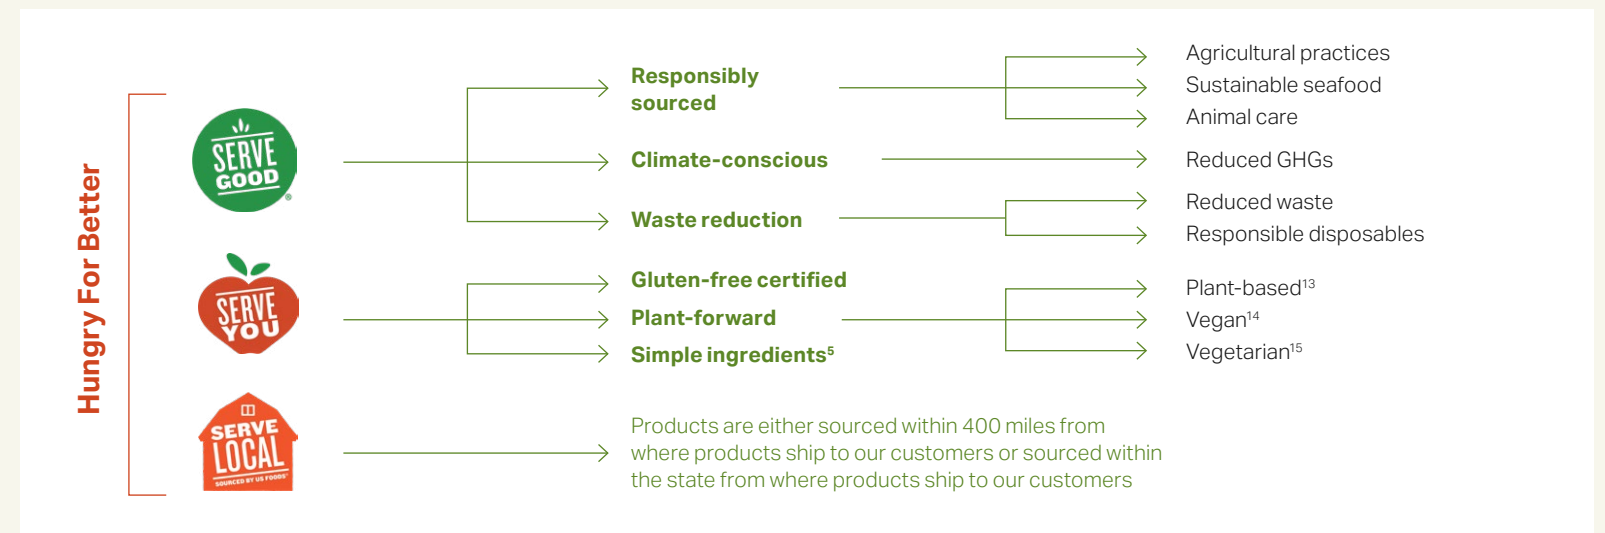 Hungry For Better
SERVE
GOOD
®
Responsibly
sourced
Agricultural practices
Sustainable seafood
Animal care
Climate-conscious
Reduced GHGs
Waste reduction
Reduced waste
Responsible disposables
SERVE
YOU
Gluten-free certified
Plant-forward
Simple ingredients⁵
Plant-based¹³
Vegan¹⁴
Vegetarian¹⁵
SERVE
LOCAL
SOURCED BY US FOODS®
Products are either sourced within 400 miles from
where products ship to our customers or sourced within
the state from where products ship to our customers